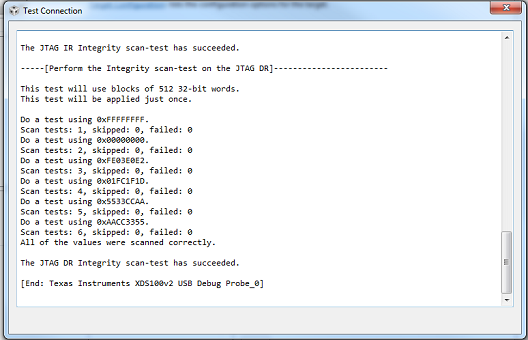 Test Connection
The JTAG IR Integrity scan-test has succeeded.
-----[Perform the Integrity scan-test on the JTAG DR]------------------------
This test will use blocks of 512 32-bit words.
This test will be applied just once.
Do a test using 0xFFFFFFFF.
Scan tests: 1, skipped: 0, failed: 0
Do a test using 0x00000000.
Scan tests: 2, skipped: 0, failed: 0
Do a test using 0xFE03E0E2.
Scan tests: 3, skipped: 0, failed: 0
Do a test using 0x01FC1F1D.
Scan tests: 4, skipped: 0, failed: 0
Do a test using 0x5533CCAA.
Scan tests: 5, skipped: 0, failed: 0
Do a test using 0xAACC3355.
Scan tests: 6, skipped: 0, failed: 0
All of the values were scanned correctly.
The JTAG DR Integrity scan-test has succeeded.
[End: Texas Instruments XDS100v2 USB Debug Probe_0]